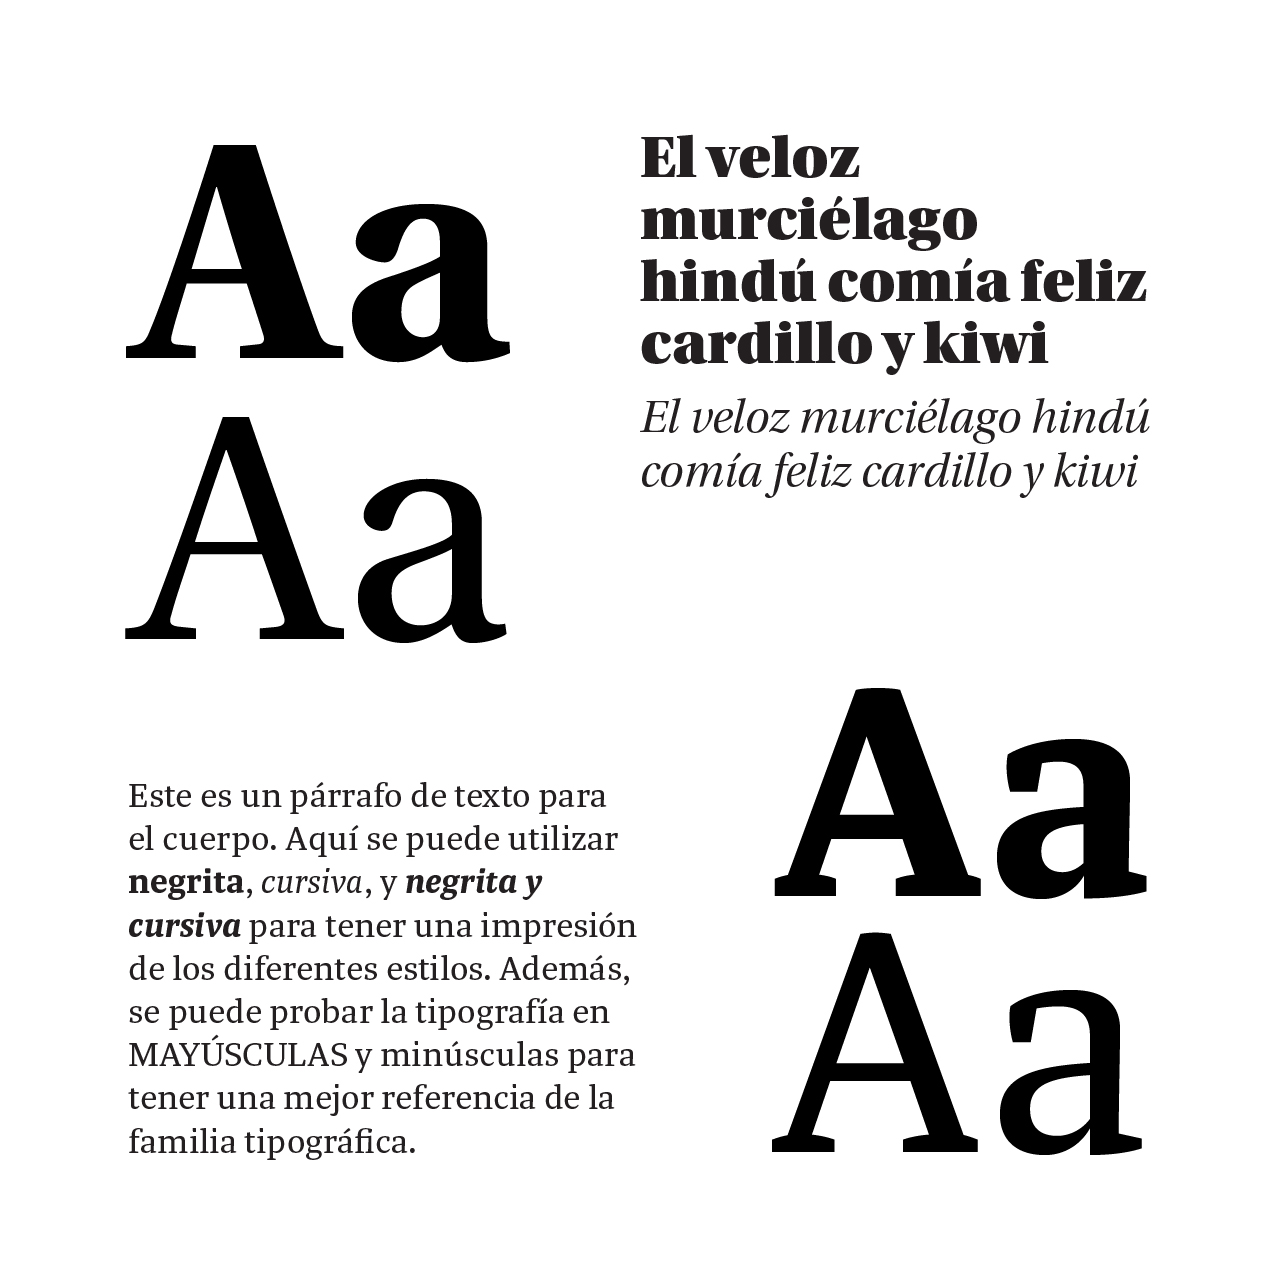 Aa
Aa
El veloz
murciélago
hindú comía feliz
cardillo y kiwi
El veloz murciélago hindú
comía feliz cardillo y kiwi
Este es un párrafo de texto para
el cuerpo. Aquí se puede utilizar
negrita, cursiva, y negrita y
cursiva para tener una impresión
de los diferentes estilos. Además,
se puede probar la tipografía en
MAYÚSCULAS y minúsculas para
tener una mejor referencia de la
familia tipográfica.
Aa
Aa